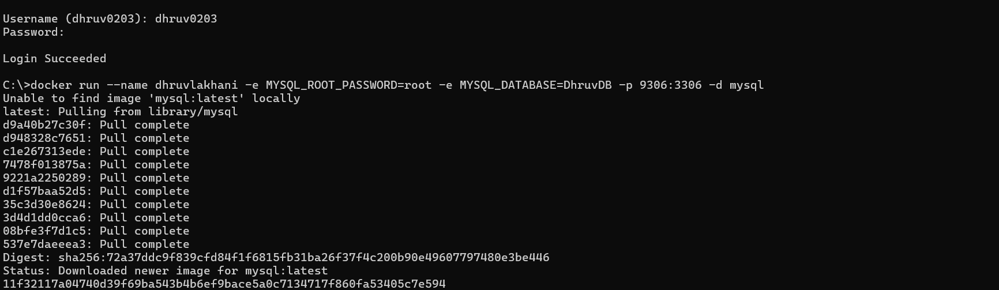 Username (dhruv0203): dhruv0203
Password:
Login Succeeded
C:\>docker run --name dhruvlakhani -e MYSQL_ROOT_PASSWORD=root -e MYSQL_DATABASE=DhruvDB -p 9306:3306 -d mysql
Unable to find image 'mysql:latest' locally
latest: Pulling from library/mysql
d9a40b27c30f: Pull complete
d948328c7651: Pull complete
c1e267313ede: Pull complete
7478f013875a: Pull complete
9221a2250289: Pull complete
d1f57baa52d5: Pull complete
35c3d30e8624: Pull complete
3d4d1dd0cca6: Pull complete
08bfe3f7d1c5: Pull complete
537e7daeeea3: Pull complete
Digest: sha256:72a37ddc9f839cfd84f1f6815fb31ba26f37f4c200b90e49607797480e3be446
Status: Downloaded newer image for mysql:latest
11f32117a04740d39f69ba543b4b6ef9bace5a0c7134717f860fa53405c7e594